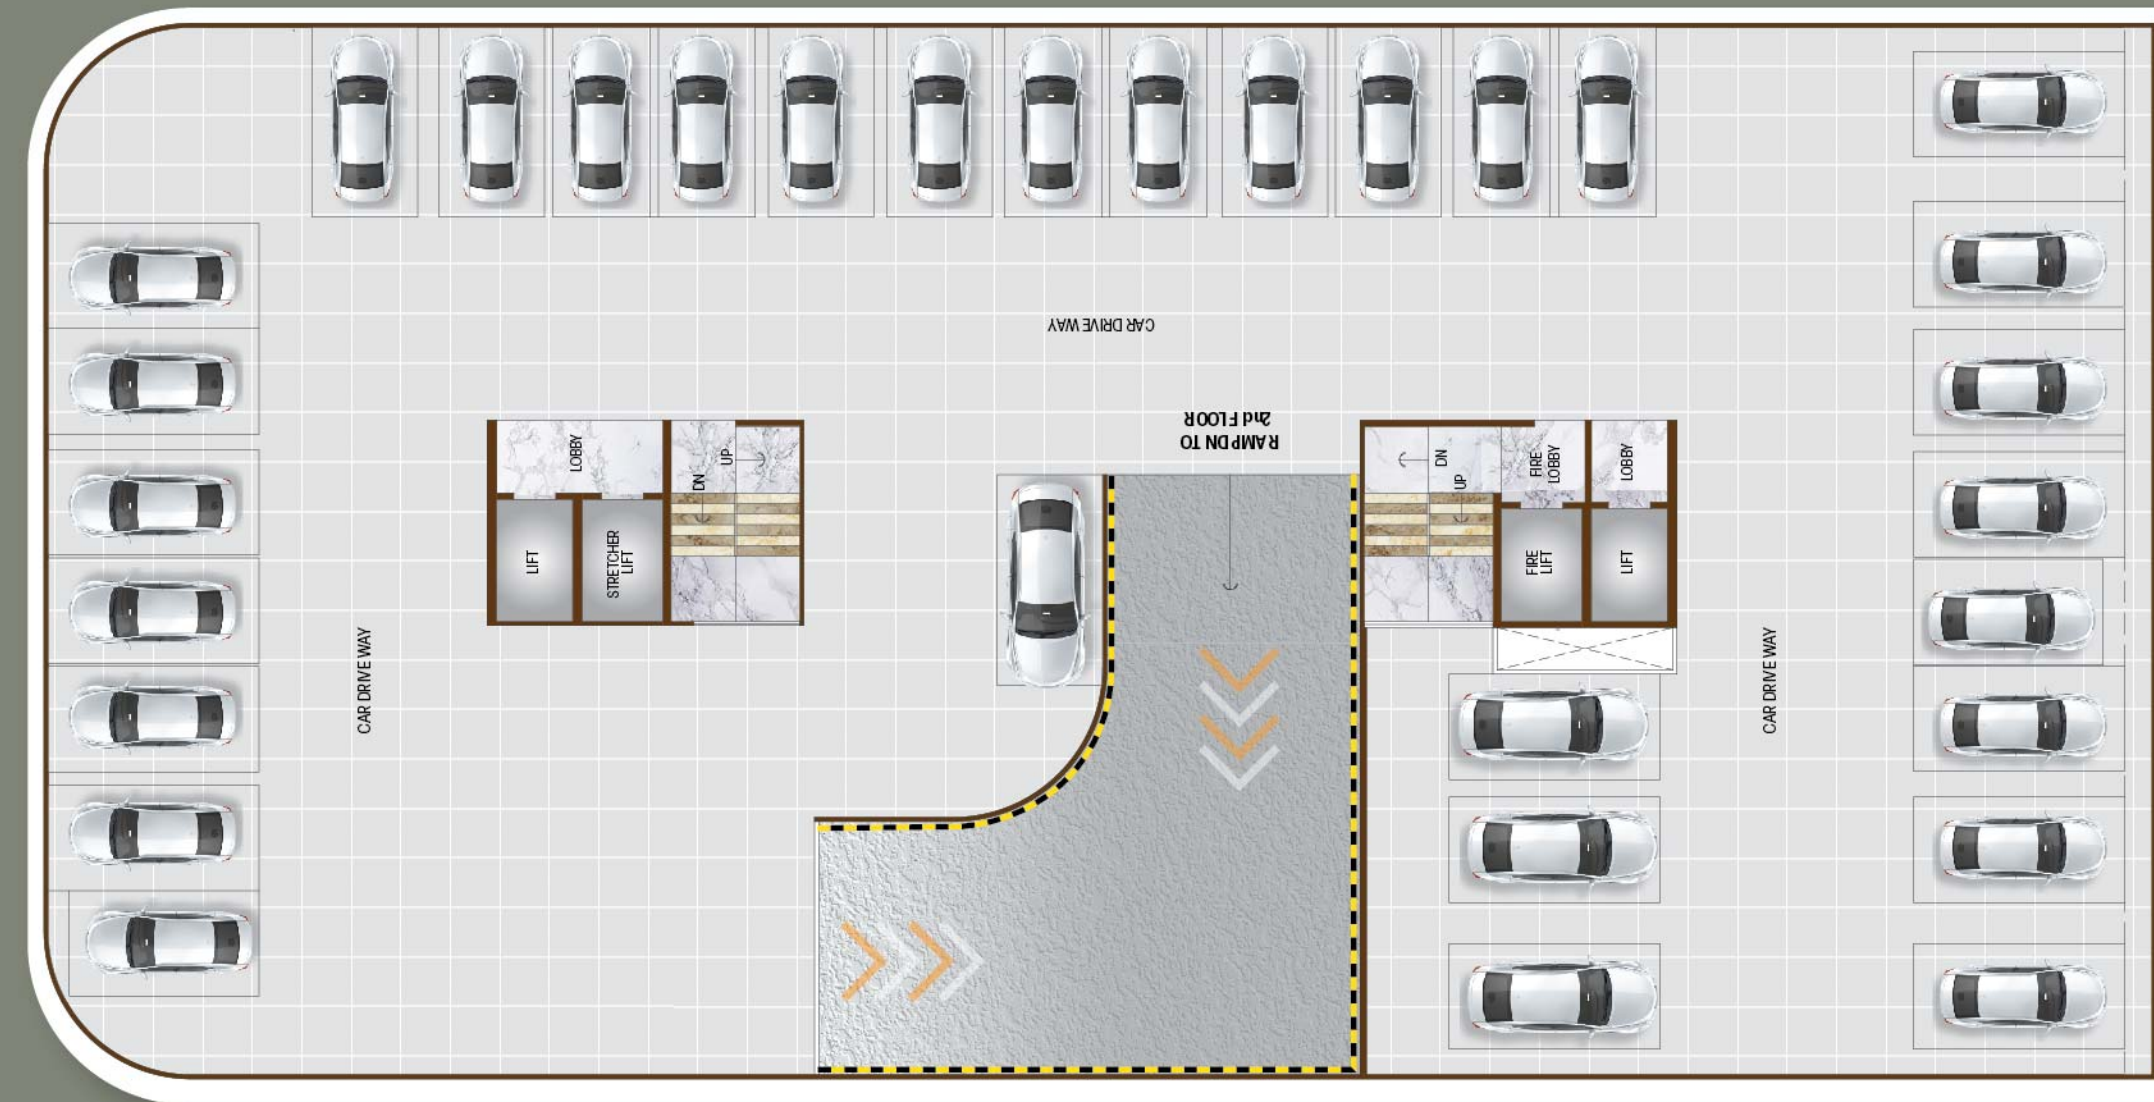 CAR DRIVE WAY
RAMP DN TO
2nd FLOOR
LOBBY
UP
DN
LIFT
STRETCHER
LIFT
DN
UP
FIRE
LOBBY
LOBBY
FIRE
LIFT
LIFT
CAR DRIVE WAY
CAR DRIVE WAY